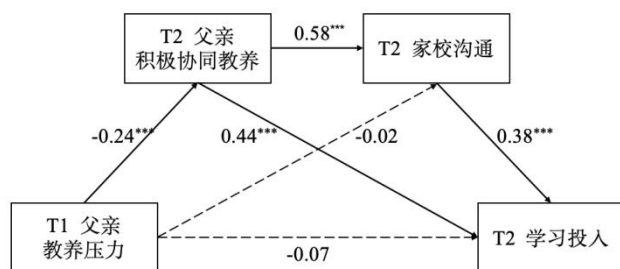 T2 父亲
积极协同教养
0.58***
T2 家校沟通
-0.24***
0.44***
-0.02
0.38***
T1 父亲
教养压力
-0.07
T2 学习投入